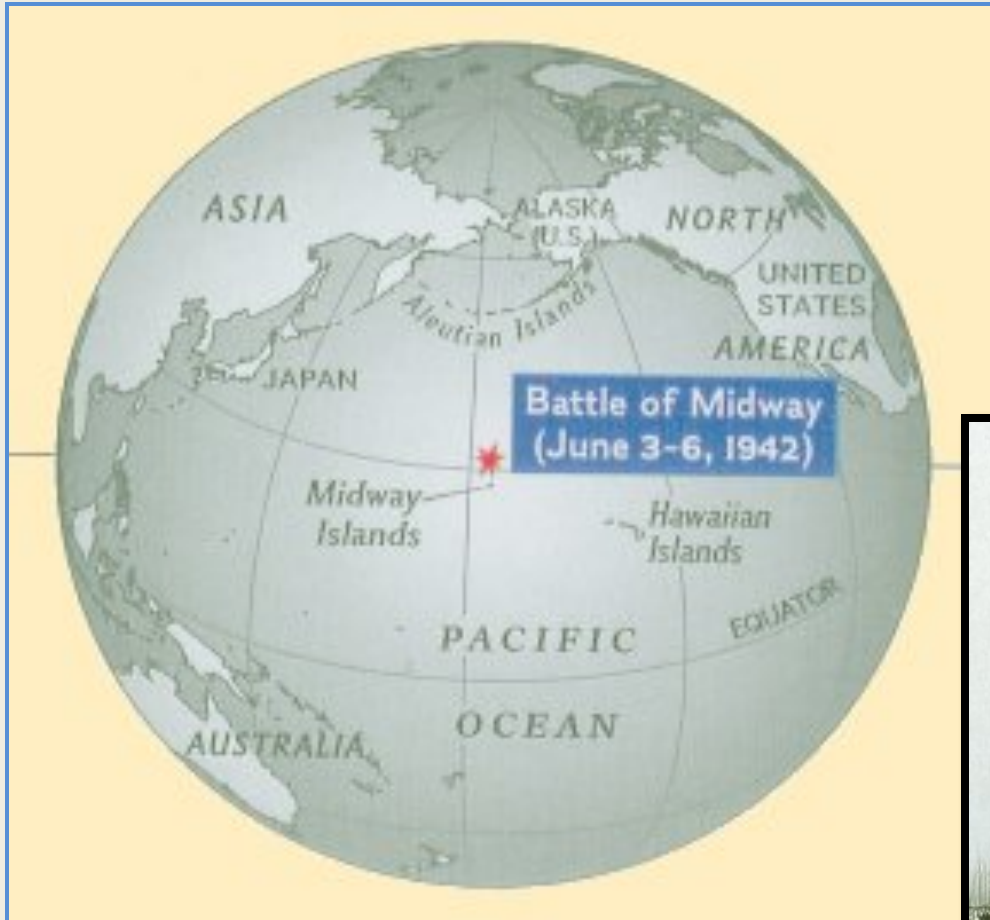 ASIA
ALASKA
(U.S.)
NORTH
UNITED
STATES
AMERICA
Aleutian Islands
JAPAN
Battle of Midway
(June 3-6, 1942)
Midway
Islands
Hawaiian
Islands
EQUATOR
PACIFIC
OCEAN
AUSTRALIA